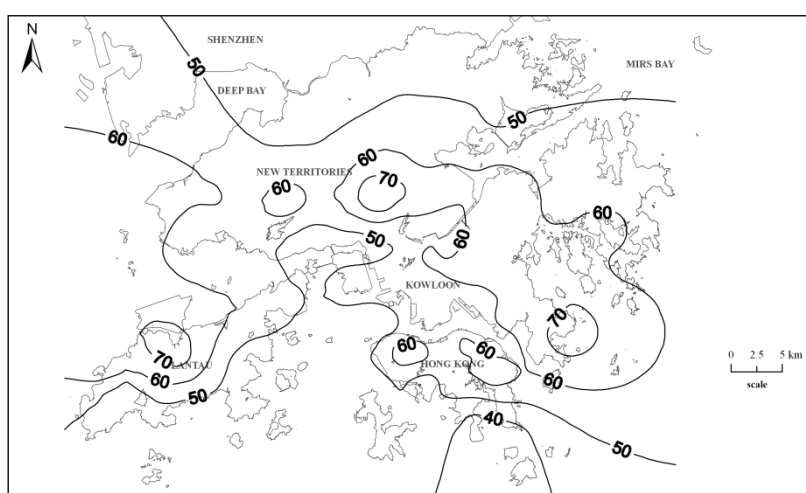 N
SHENZHEN
50
MIRS BAY
DEEP BAY
50
60
60
NEW TERRITORIES
70
60
60
50
60
KOWLOON
70
60
60
70
LANTAU
HONG KONG
60
60
50
40
50
0 2.5 5 km
scale